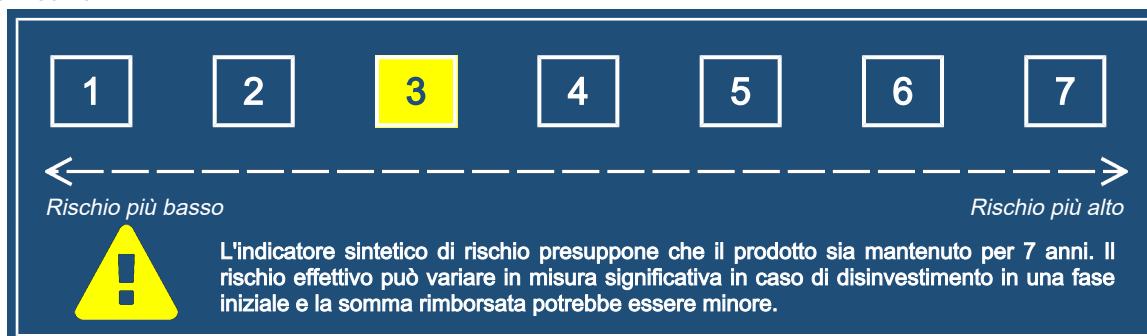 1 2 3 4 5 6 7
Rischio più basso Rischio più alto
L'indicatore sintetico di rischio presuppone che il prodotto sia mantenuto per 7 anni. Il
rischio effettivo può variare in misura significativa in caso di disinvestimento in una fase
iniziale e la somma rimborsata potrebbe essere minore.